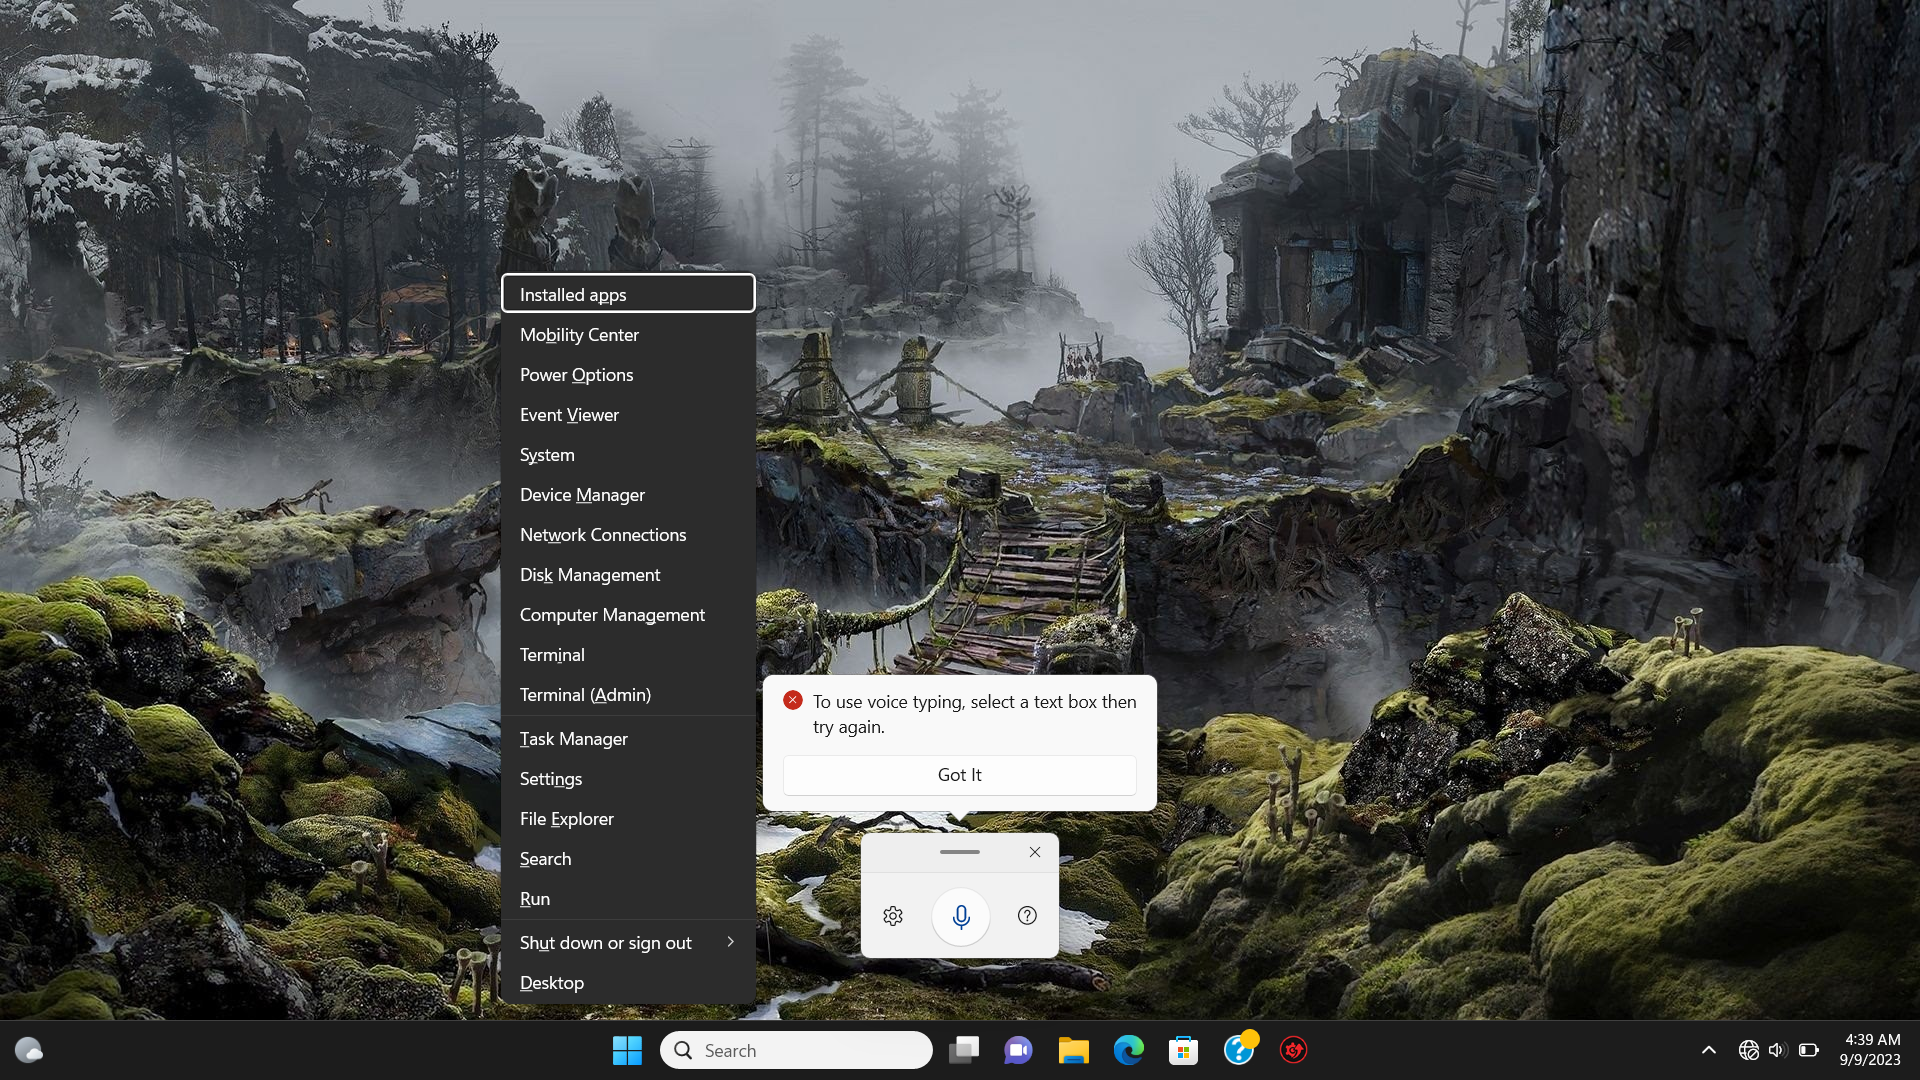 Installed apps
Mobility Center
Power Options
Event Viewer
System
Device Manager
Network Connections
Disk Management
Computer Management
Terminal
Terminal (Admin)
Task Manager
Settings
File Explorer
Search
Run
Shut down or sign out
Desktop
To use voice typing, select a text box then
try again.
Got It
Search
4:39 AM
9/9/2023